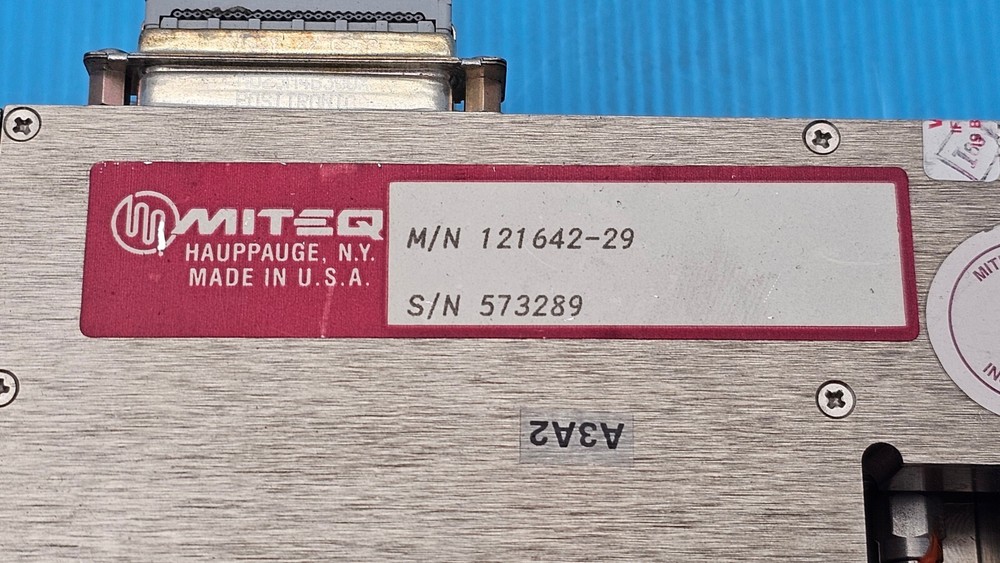 MITEQ
HAUPPAUGE, N.Y.
MADE IN U.S.A.
M/N 121642-29
S/N 573289
A3A2